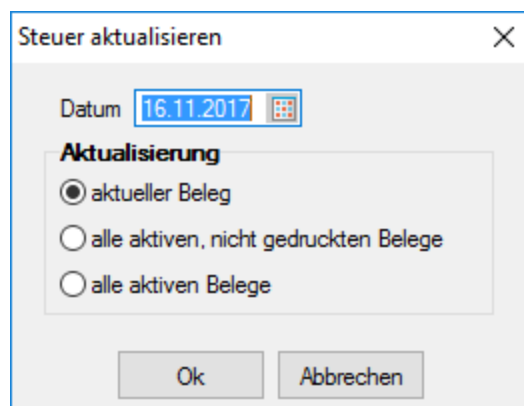 Steuer aktualisieren
Datum 16.11.2017
Aktualisierung
aktueller Beleg
alle aktiven, nicht gedruckten Belege
alle aktiven Belege
Ok Abbrechen